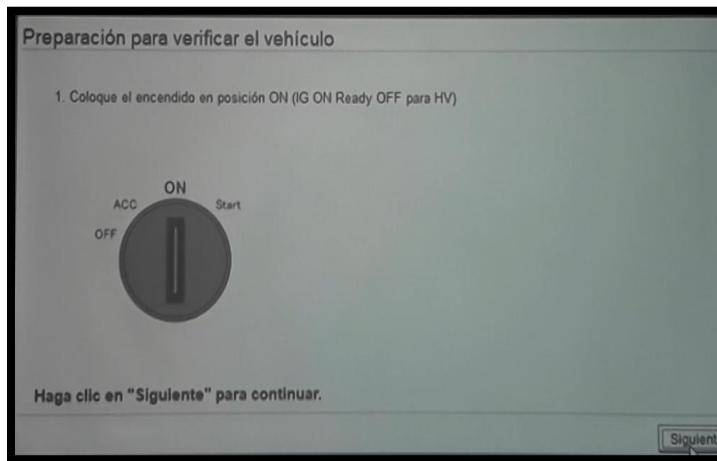 Preparación para verificar el vehículo
1. Coloque el encendido en posición ON (IG ON Ready OFF para HV)
ON
ACC
Start
OFF
Haga clic en "Siguiente" para continuar.
Siguient